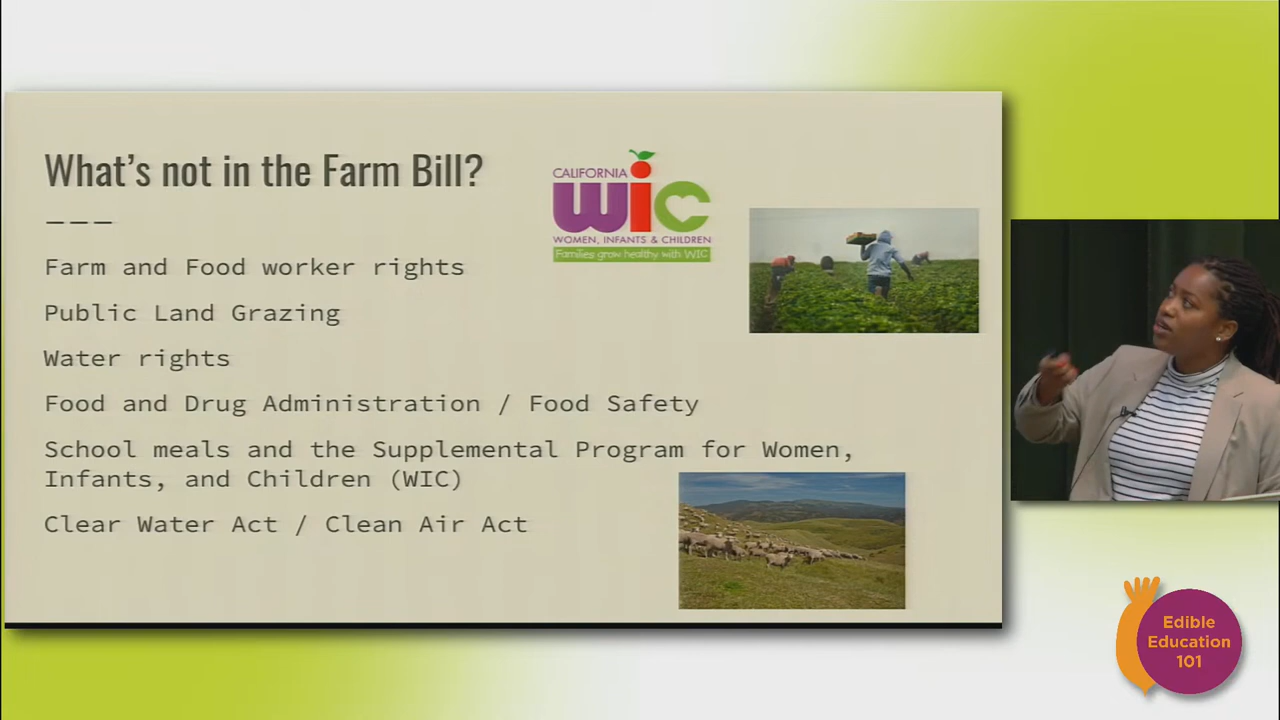 What's not in the Farm Bill?
Farm and Food worker rights
Public Land Grazing
Water rights
Food and Drug Administration / Food Safety
School meals and the Supplemental Program for Women,
Infants, and Children (WIC)
Clear Water Act / Clean Air Act
CALIFORNIA
wic
WOMEN, INFANTS & CHILDREN
Families grow healthy with WIC
Edible
Education
101